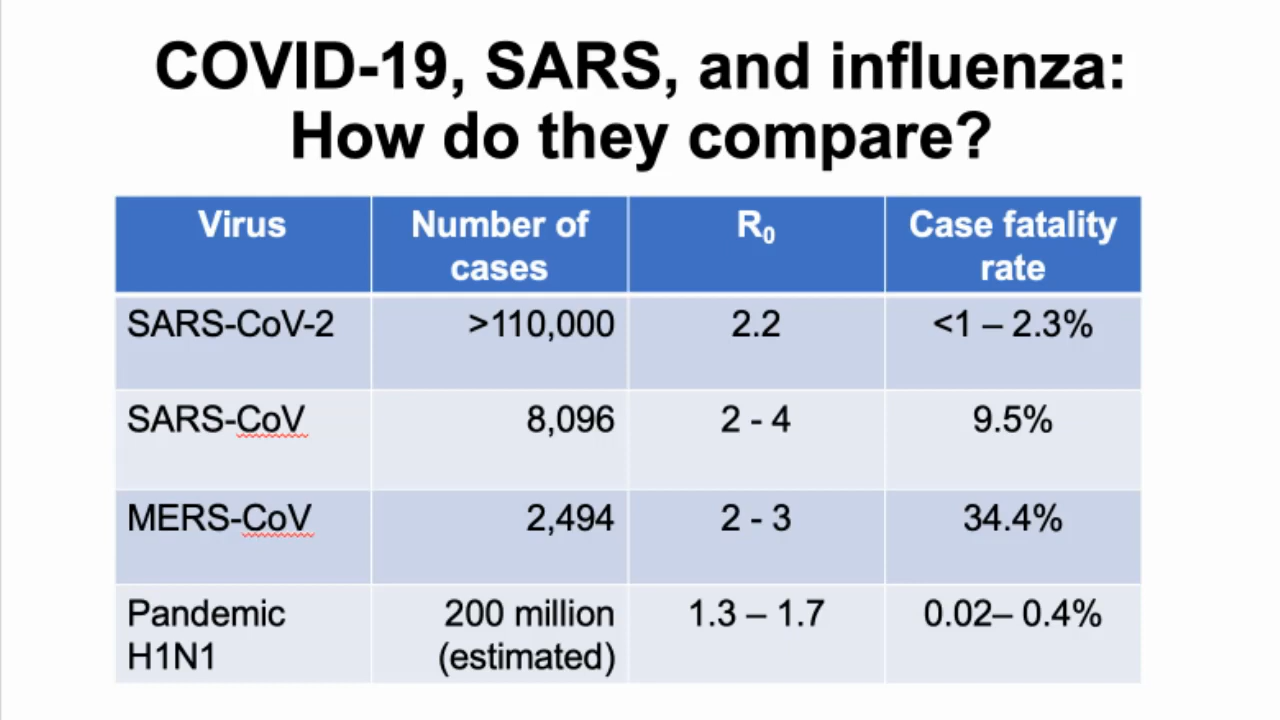 COVID-19, SARS, and influenza:
How do they compare?
Virus Number of cases R₀ Case fatality rate
SARS-CoV-2 >110,000 2.2 <1 – 2.3%
SARS-CoV 8,096 2 - 4 9.5%
MERS-CoV 2,494 2 - 3 34.4%
Pandemic H1N1 200 million (estimated) 1.3 – 1.7 0.02– 0.4%